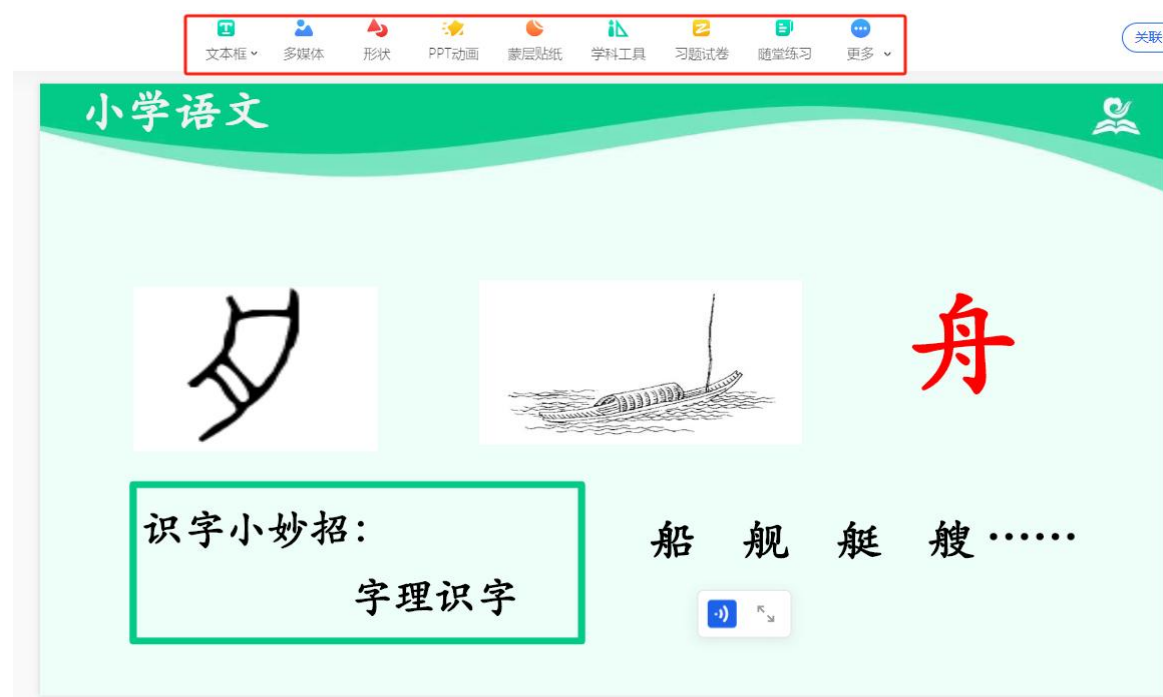 文本框 多媒体 形状 PPT动画 蒙层贴纸 学科工具 习题试卷 随堂练习 更多
关联
小学语文
舟
识字小妙招：
字理识字
船 舰 艇 艘……